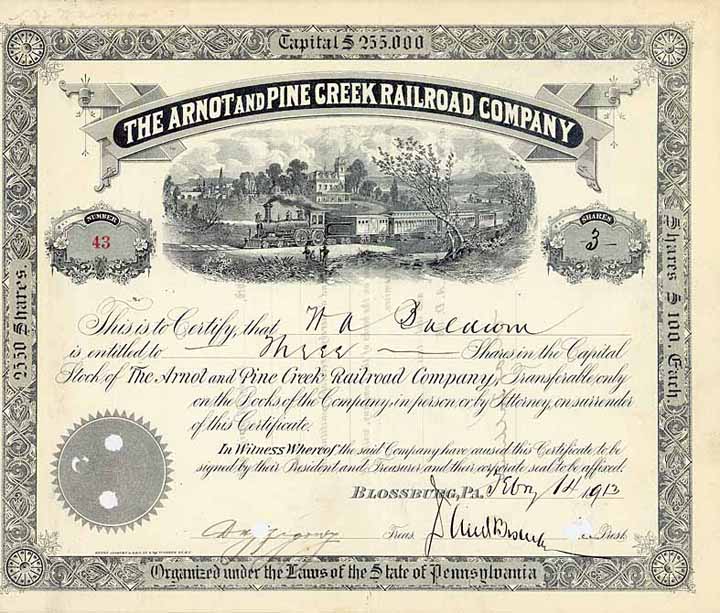 Capital $ 255.000
THE ARNOT AND PINE CREEK RAILROAD COMPANY
NUMBER
43
SHARES
3
2550 Shares.
Shares $100. Each.
This is to Certify, that W A Baldwin
is entitled to Three Shares in the Capital
Stock of The Arnot and Pine Creek Railroad Company, Transferable only
on the Books of the Company, in person or by Attorney, on surrender
of this Certificate.
In Witness Whereof, the said Company have caused this Certificate to be
signed by their President and Treasurer and their corporate seal to be affixed.
BLOSSBURG, PA. Feby 14 1913
Treas.
Prest.
Organized under the Laws of the State of Pennsylvania